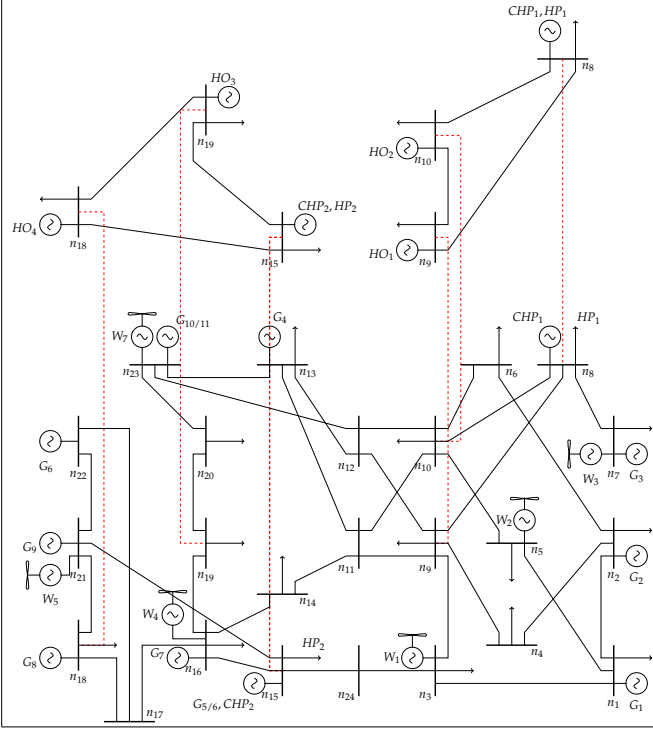 CHP1, HP1
n8
HO3
n19
HO2
n10
CHP2, HP2
HO4
n18
n15
HO1
n9
W7
G10/11
G4
CHP1
HP1
n23
n13
n6
n8
G6
n22
n20
n12
n10
W3
n7
G3
G9
n21
W5
n19
n11
n9
W2
n5
n2
G2
W4
n14
n4
G8
n18
G7
n16
HP2
n15
G5/6, CHP2
n24
W1
n3
n1
G1
n17